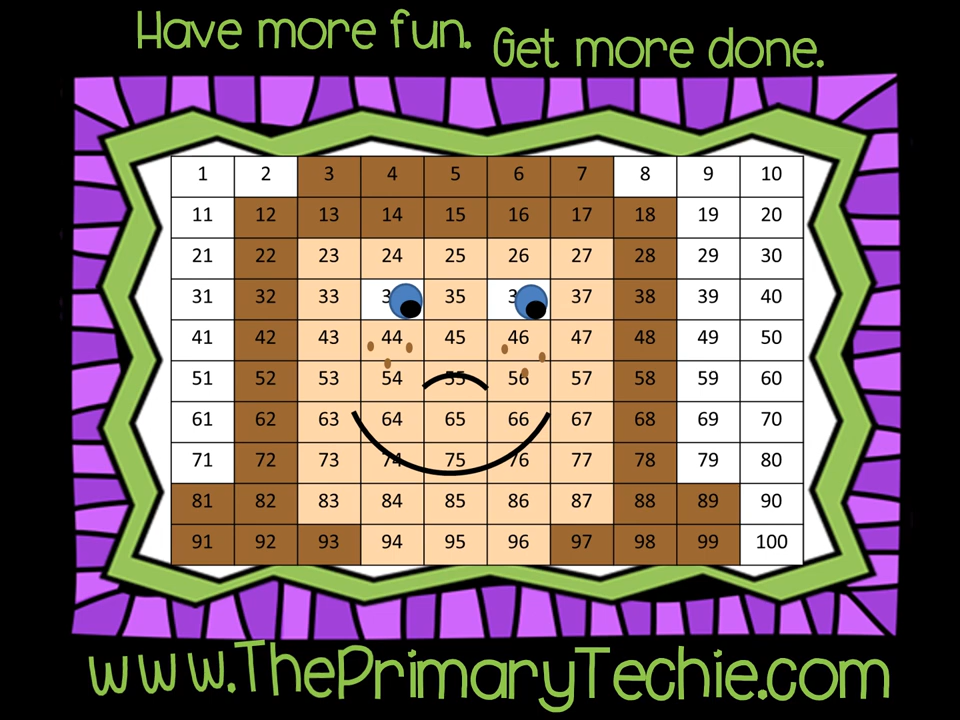 Have more fun. Get more done.
1 2 3 4 5 6 7 8 9 10
11 12 13 14 15 16 17 18 19 20
21 22 23 24 25 26 27 28 29 30
31 32 33 3 35 3 37 38 39 40
41 42 43 44 45 46 47 48 49 50
51 52 53 54 55 56 57 58 59 60
61 62 63 64 65 66 67 68 69 70
71 72 73 74 75 76 77 78 79 80
81 82 83 84 85 86 87 88 89 90
91 92 93 94 95 96 97 98 99 100
www.ThePrimaryTechie.com